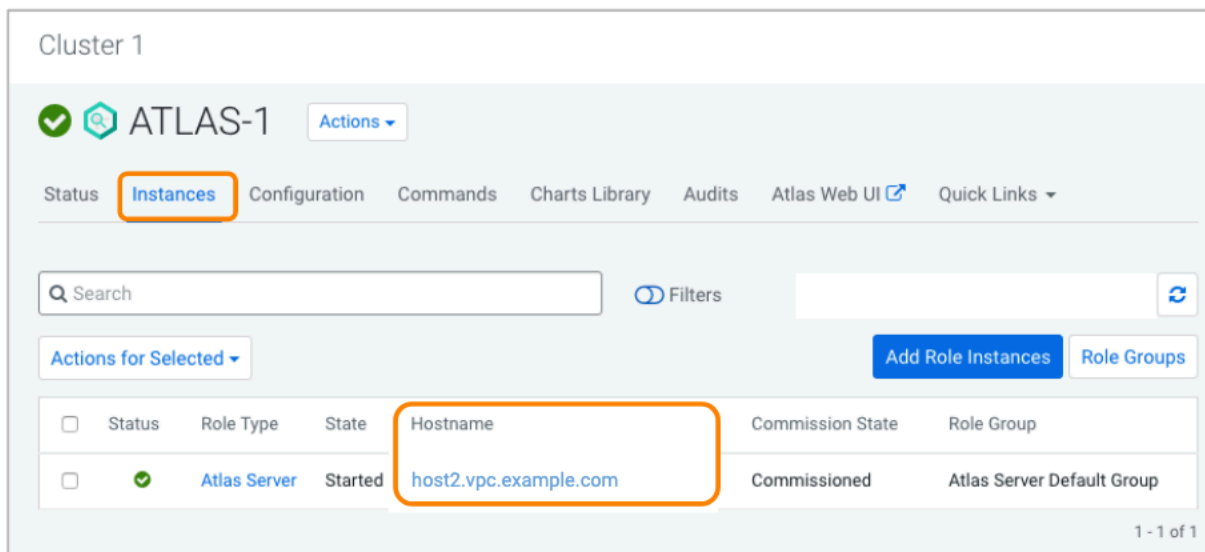 Cluster 1
ATLAS-1 Actions
Status Instances Configuration Commands Charts Library Audits Atlas Web UI Quick Links
Search Filters
Actions for Selected Add Role Instances Role Groups
Status Role Type State Hostname Commission State Role Group
Atlas Server Started host2.vpc.example.com Commissioned Atlas Server Default Group
1 - 1 of 1